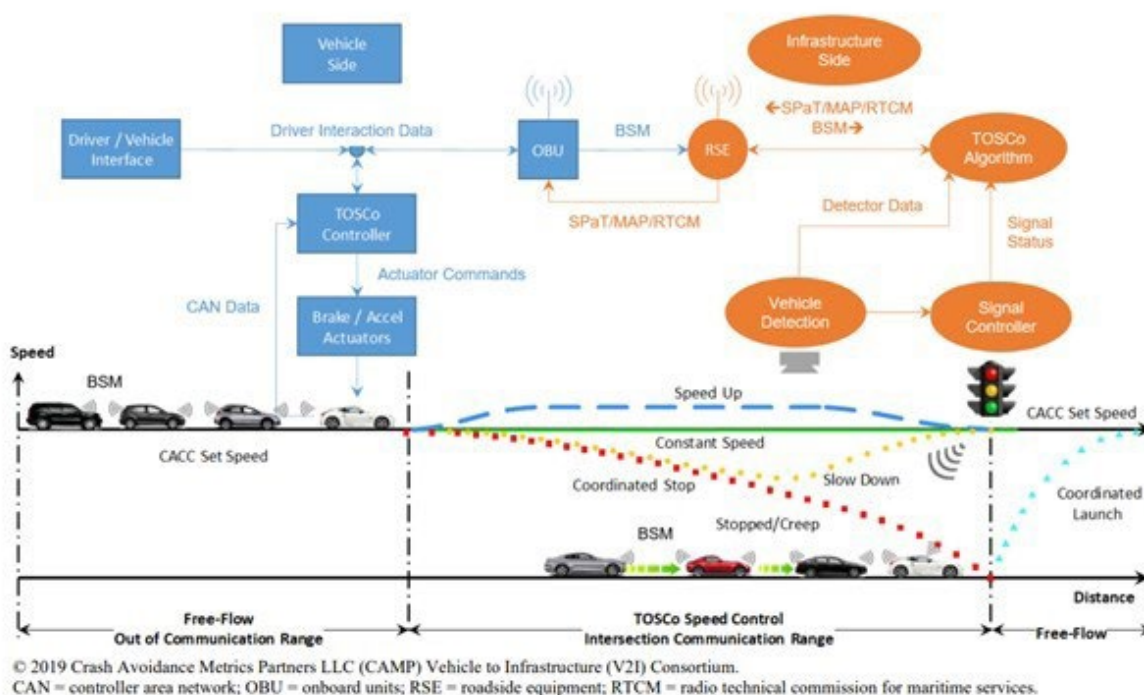 Vehicle
Side
Infrastructure
Side
Driver / Vehicle
Interface
Driver Interaction Data
OBU
BSM
RSE
←SPaT/MAP/RTCM
BSM→
TOSCo
Algorithm
SPaT/MAP/RTCM
TOSCo
Controller
Detector Data
Signal
Status
Actuator Commands
CAN Data
Brake / Accel
Actuators
Vehicle
Detection
Signal
Controller
Speed
BSM
Speed Up
CACC Set Speed
CACC Set Speed
Constant Speed
Coordinated Stop
Slow Down
Coordinated
Launch
Stopped/Creep
BSM
Distance
Free-Flow
Out of Communication Range
TOSCo Speed Control
Intersection Communication Range
Free-Flow
© 2019 Crash Avoidance Metrics Partners LLC (CAMP) Vehicle to Infrastructure (V2I) Consortium.
CAN = controller area network; OBU = onboard units; RSE = roadside equipment; RTCM = radio technical commission for maritime services.